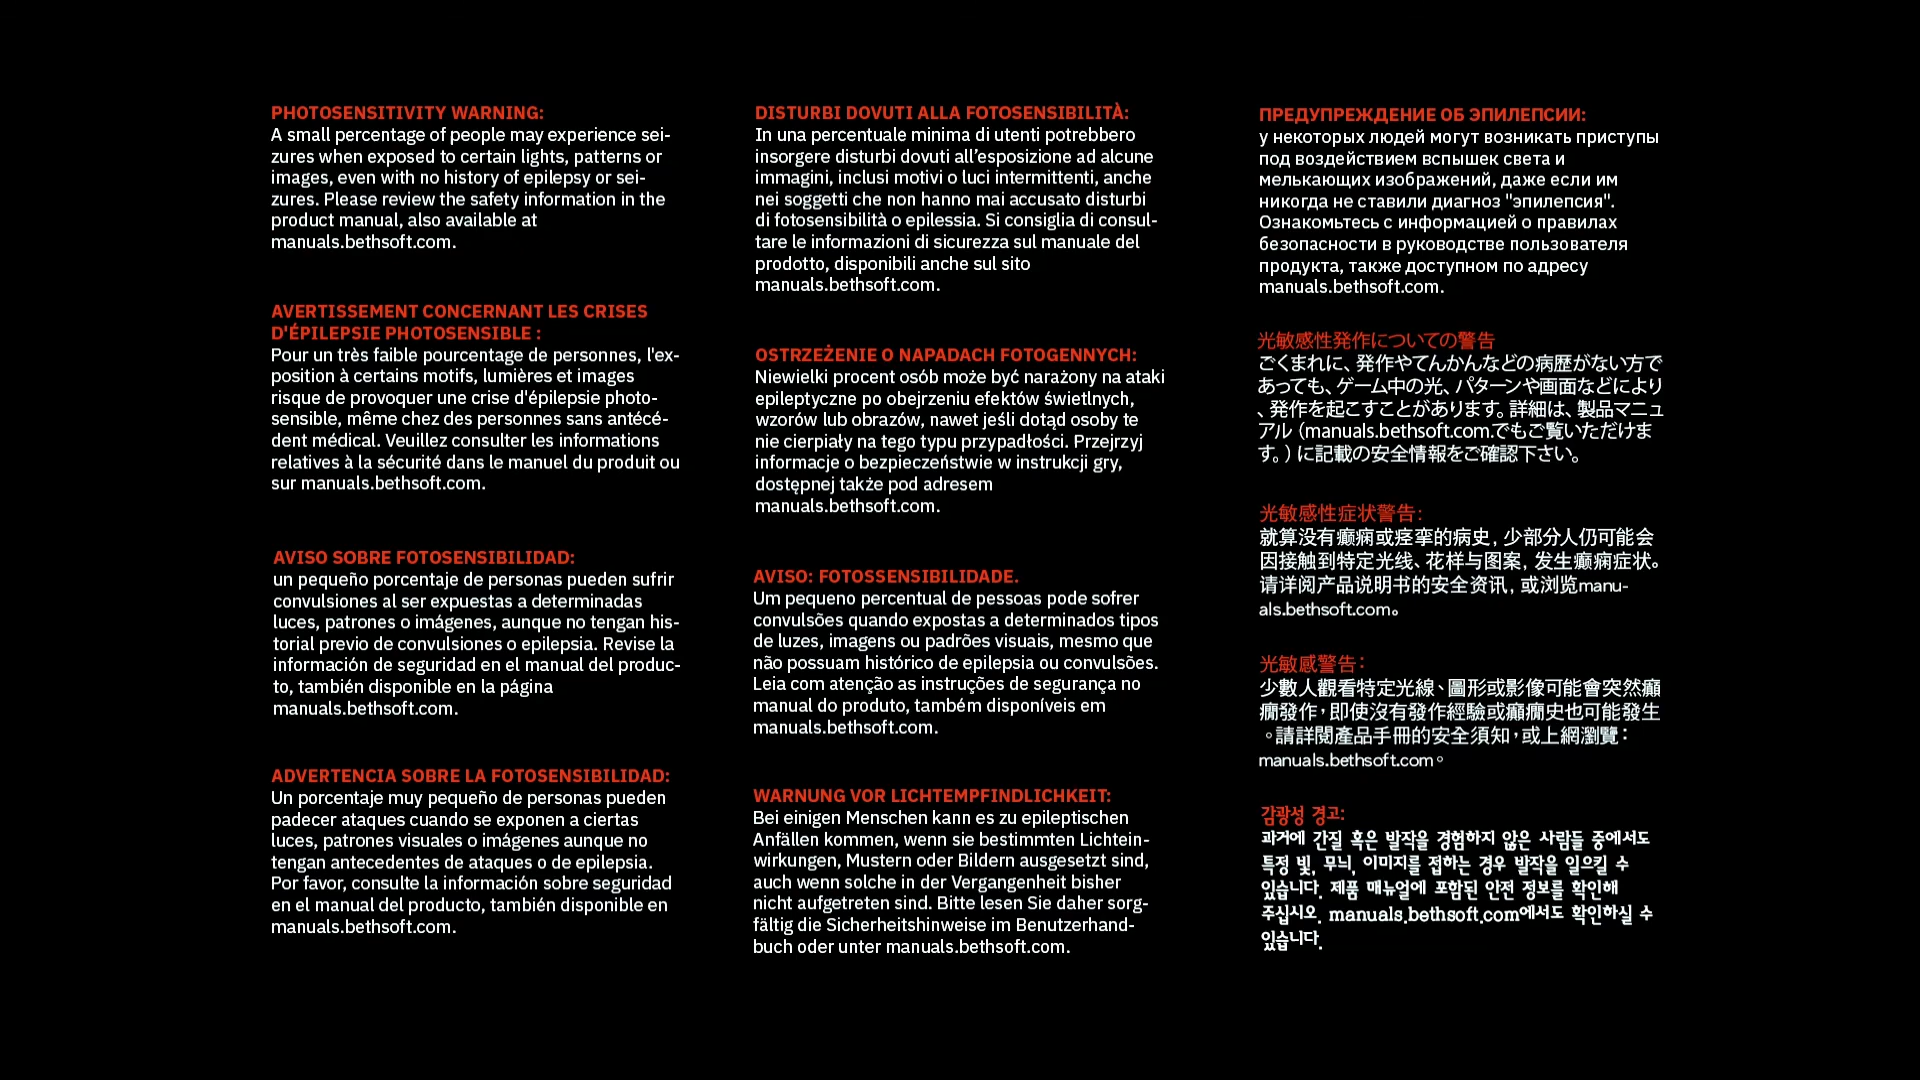 PHOTOSENSITIVITY WARNING:
A small percentage of people may experience sei-
zures when exposed to certain lights, patterns or
images, even with no history of epilepsy or sei-
zures. Please review the safety information in the
product manual, also available at
manuals.bethsoft.com.
AVERTISSEMENT CONCERNANT LES CRISES
D'ÉPILEPSIE PHOTOSENSIBLE :
Pour un très faible pourcentage de personnes, l'ex-
position à certains motifs, lumières et images
risque de provoquer une crise d'épilepsie photo-
sensible, même chez des personnes sans antécé-
dent médical. Veuillez consulter les informations
relatives à la sécurité dans le manuel du produit ou
sur manuals.bethsoft.com.
AVISO SOBRE FOTOSENSIBILIDAD:
un pequeño porcentaje de personas pueden sufrir
convulsiones al ser expuestas a determinadas
luces, patrones o imágenes, aunque no tengan his-
torial previo de convulsiones o epilepsia. Revise la
información de seguridad en el manual del produc-
to, también disponible en la página
manuals.bethsoft.com.
ADVERTENCIA SOBRE LA FOTOSENSIBILIDAD:
Un porcentaje muy pequeño de personas pueden
padecer ataques cuando se exponen a ciertas
luces, patrones visuales o imágenes aunque no
tengan antecedentes de ataques o de epilepsia.
Por favor, consulte la información sobre seguridad
en el manual del producto, también disponible en
manuals.bethsoft.com.
DISTURBI DOVUTI ALLA FOTOSENSIBILITÀ:
In una percentuale minima di utenti potrebbero
insorgere disturbi dovuti all’esposizione ad alcune
immagini, inclusi motivi o luci intermittenti, anche
nei soggetti che non hanno mai accusato disturbi
di fotosensibilità o epilessia. Si consiglia di consul-
tare le informazioni di sicurezza sul manuale del
prodotto, disponibili anche sul sito
manuals.bethsoft.com.
OSTRZEŻENIE O NAPADACH FOTOGENNYCH:
Niewielki procent osób może być narażony na ataki
epileptyczne po obejrzeniu efektów świetlnych,
wzorów lub obrazów, nawet jeśli dotąd osoby te
nie cierpiały na tego typu przypadłości. Przejrzyj
informacje o bezpieczeństwie w instrukcji gry,
dostępnej także pod adresem
manuals.bethsoft.com.
AVISO: FOTOSSENSIBILIDADE.
Um pequeno percentual de pessoas pode sofrer
convulsões quando expostas a determinados tipos
de luzes, imagens ou padrões visuais, mesmo que
não possuam histórico de epilepsia ou convulsões.
Leia com atenção as instruções de segurança no
manual do produto, também disponíveis em
manuals.bethsoft.com.
WARNUNG VOR LICHTEMPFINDLICHKEIT:
Bei einigen Menschen kann es zu epileptischen
Anfällen kommen, wenn sie bestimmten Lichtein-
wirkungen, Mustern oder Bildern ausgesetzt sind,
auch wenn solche in der Vergangenheit bisher
nicht aufgetreten sind. Bitte lesen Sie daher sorg-
fältig die Sicherheitshinweise im Benutzerhand-
buch oder unter manuals.bethsoft.com.
ПРЕДУПРЕЖДЕНИЕ ОБ ЭПИЛЕПСИИ:
у некоторых людей могут возникать приступы
под воздействием вспышек света и
мелькающих изображений, даже если им
никогда не ставили диагноз "эпилепсия".
Ознакомьтесь с информацией о правилах
безопасности в руководстве пользователя
продукта, также доступном по адресу
manuals.bethsoft.com.
光敏感性発作についての警告
ごくまれに、発作やてんかんなどの病歴がない方で
あっても、ゲーム中の光、パターンや画面などにより
、発作を起こすことがあります。詳細は、製品マニュ
アル（manuals.bethsoft.com.でもご覧いただけま
す。）に記載の安全情報をご確認下さい。
光敏感性症状警告：
就算没有癫痫或痉挛的病史，少部分人仍可能会
因接触到特定光线、花样与图案，发生癫痫症状。
请详阅产品说明书的安全资讯，或浏览manu-
als.bethsoft.com。
光敏感警告：
少數人觀看特定光線、圖形或影像可能會突然癲
癇發作，即使沒有發作經驗或癲癇史也可能發生
。請詳閱產品手冊的安全須知，或上網瀏覽：
manuals.bethsoft.com。
감광성 경고:
과거에 간질 혹은 발작을 경험하지 않은 사람들 중에서도
특정 빛, 무늬, 이미지를 접하는 경우 발작을 일으킬 수
있습니다. 제품 매뉴얼에 포함된 안전 정보를 확인해
주십시오. manuals.bethsoft.com에서도 확인하실 수
있습니다.